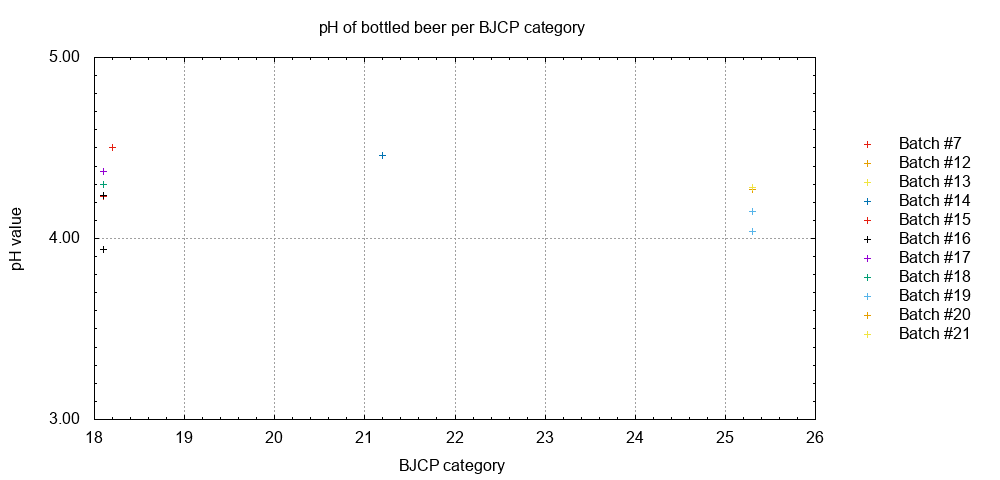 pH of bottled beer per BJCP category
5.00
4.00
3.00
pH value
18 19 20 21 22 23 24 25 26
BJCP category
Batch #7
Batch #12
Batch #13
Batch #14
Batch #15
Batch #16
Batch #17
Batch #18
Batch #19
Batch #20
Batch #21